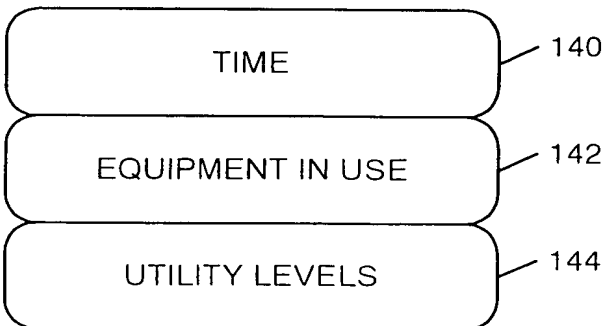 TIME 140
EQUIPMENT IN USE 142
UTILITY LEVELS 144